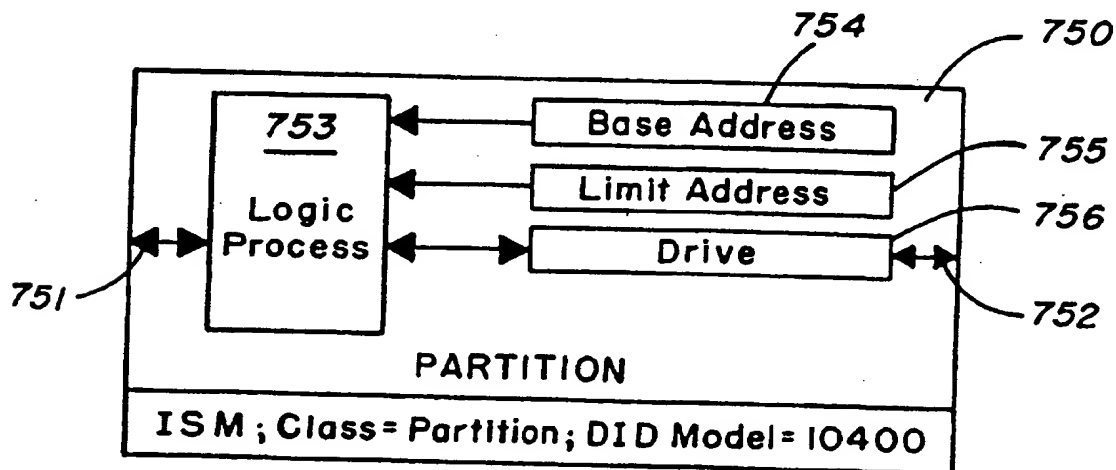 754
750
753
Base Address
755
Limit Address
Logic
Process
756
Drive
751
752
PARTITION
ISM; Class=Partition; DID Model=10400